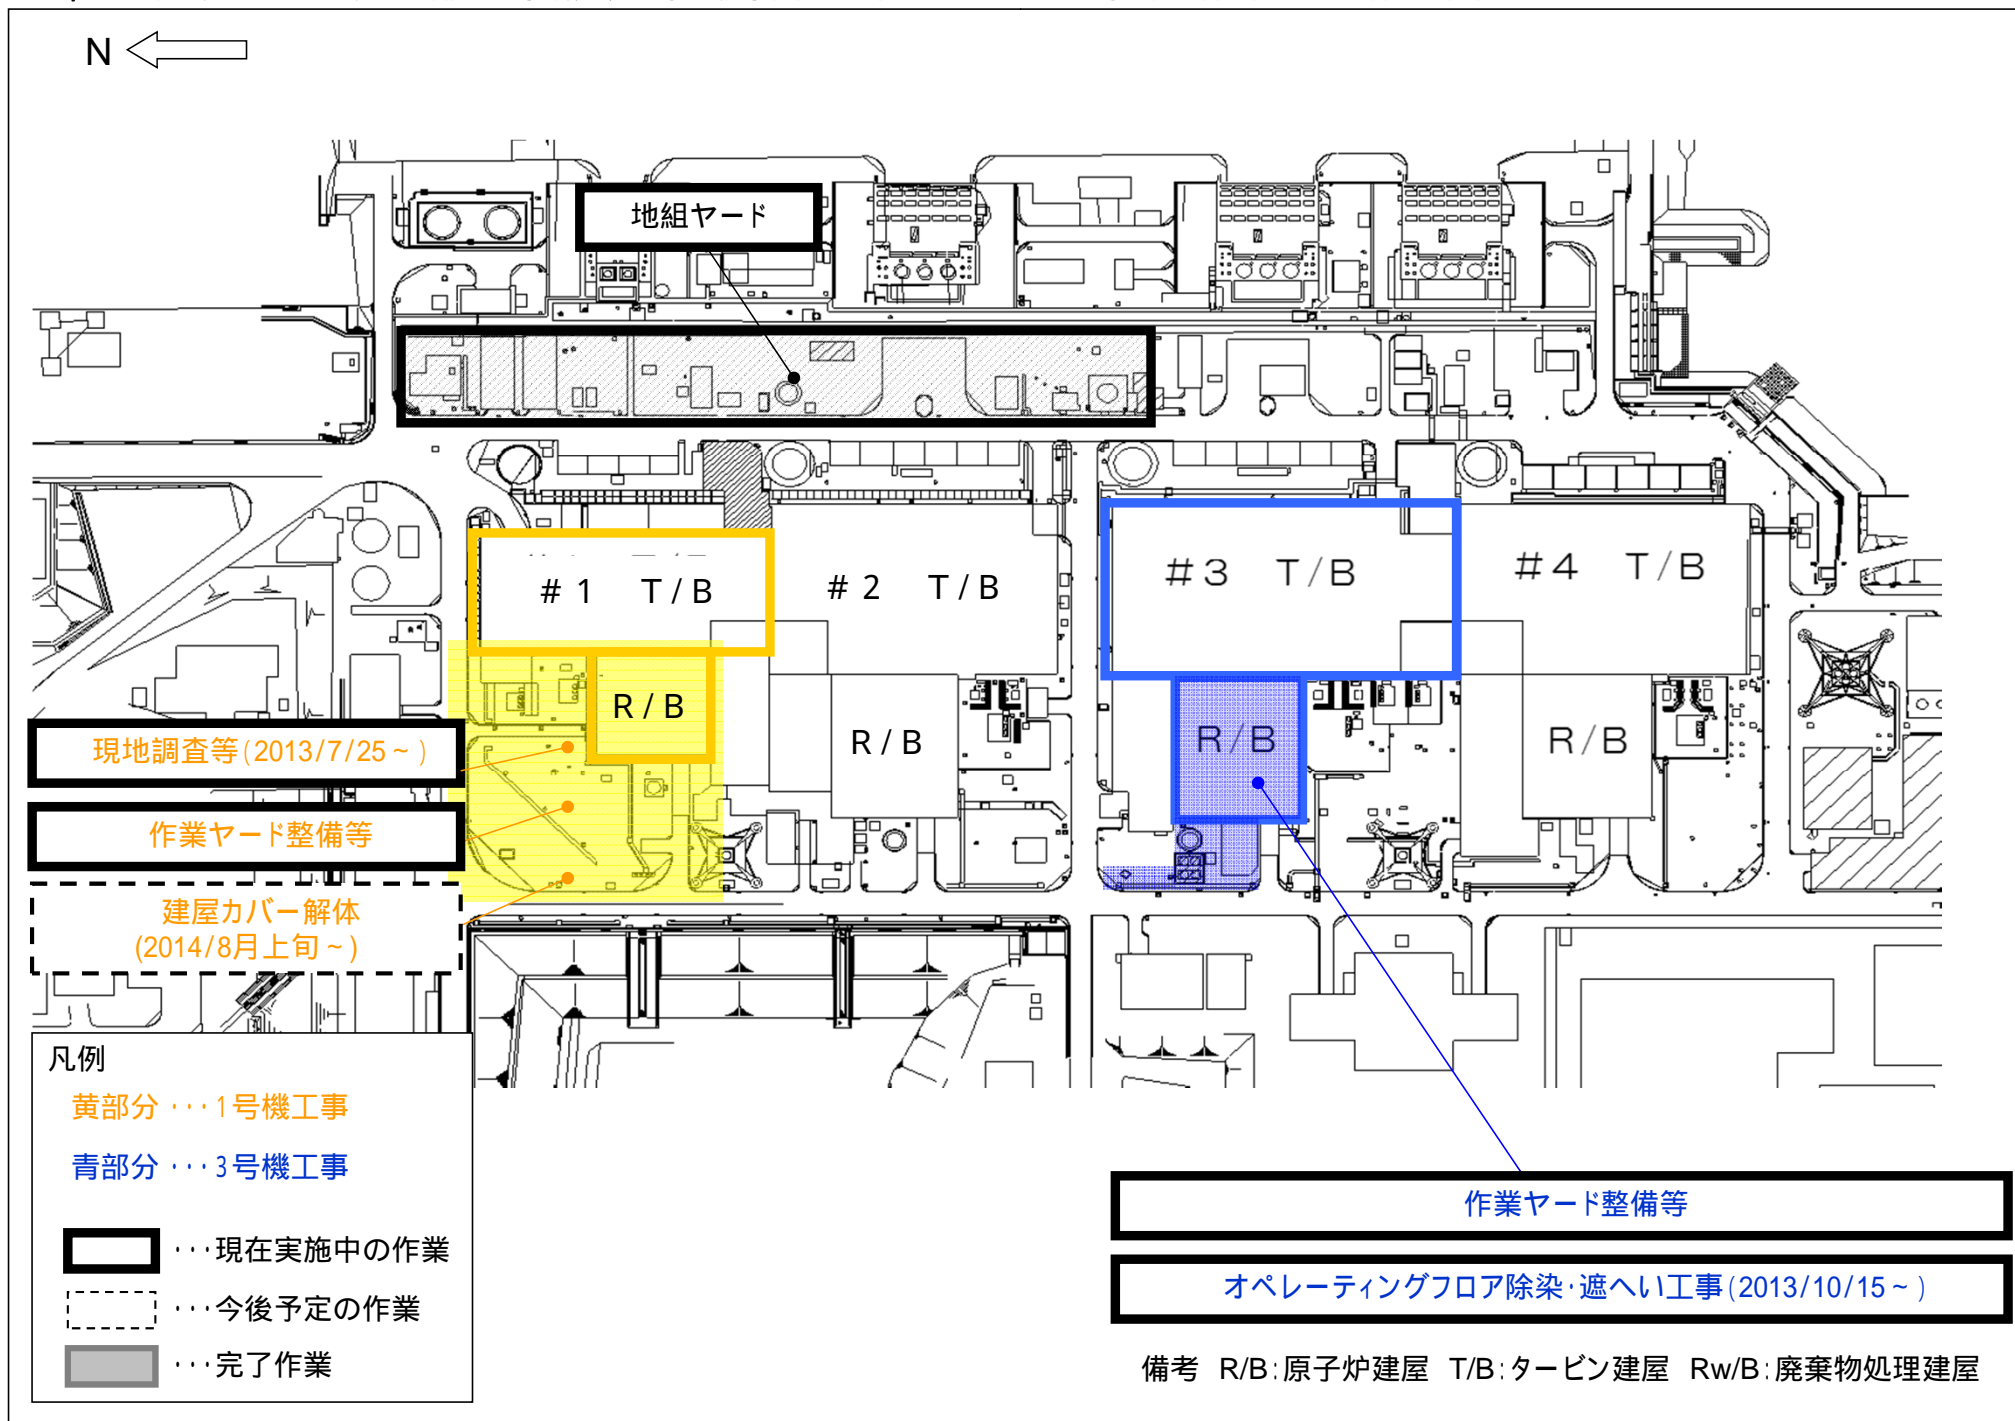 N
地組ヤード
# 1 T/B
# 2 T/B
#3 T/B
#4 T/B
R/B
R/B
R/B
R/B
現地調査等(2013/7/25~)
作業ヤード整備等
建屋カバー解体
(2014/8月上旬~)
凡例
黄部分 ･･･1号機工事
青部分 ･･･3号機工事
･･･現在実施中の作業
･･･今後予定の作業
･･･完了作業
作業ヤード整備等
オペレーティングフロア除染･遮へい工事(2013/10/15~)
備考 R/B:原子炉建屋 T/B:タービン建屋 Rw/B:廃棄物処理建屋